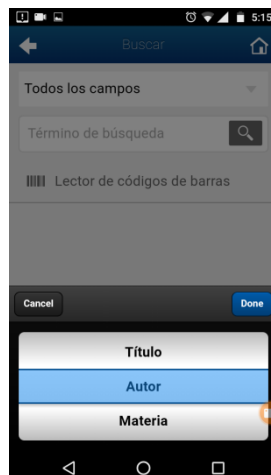 5:15
Buscar
Todos los campos
Término de búsqueda
Lector de códigos de barras
Cancel
Done
Título
Autor
Materia